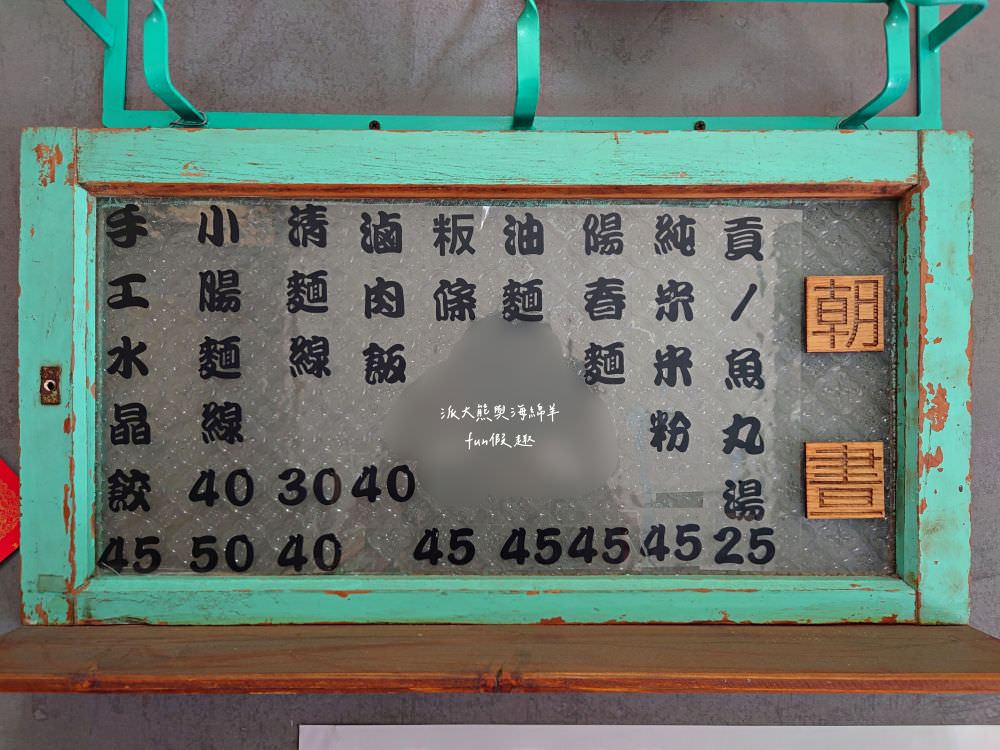 朝書
貢/魚丸湯 25
純米米粉 45
陽春麵 45
油麵 45
粄條 45
滷肉飯 40
清麵線 30 40
小腸麵線 40 50
手工水晶餃 45
派大熊與海綿羊
fun假趣